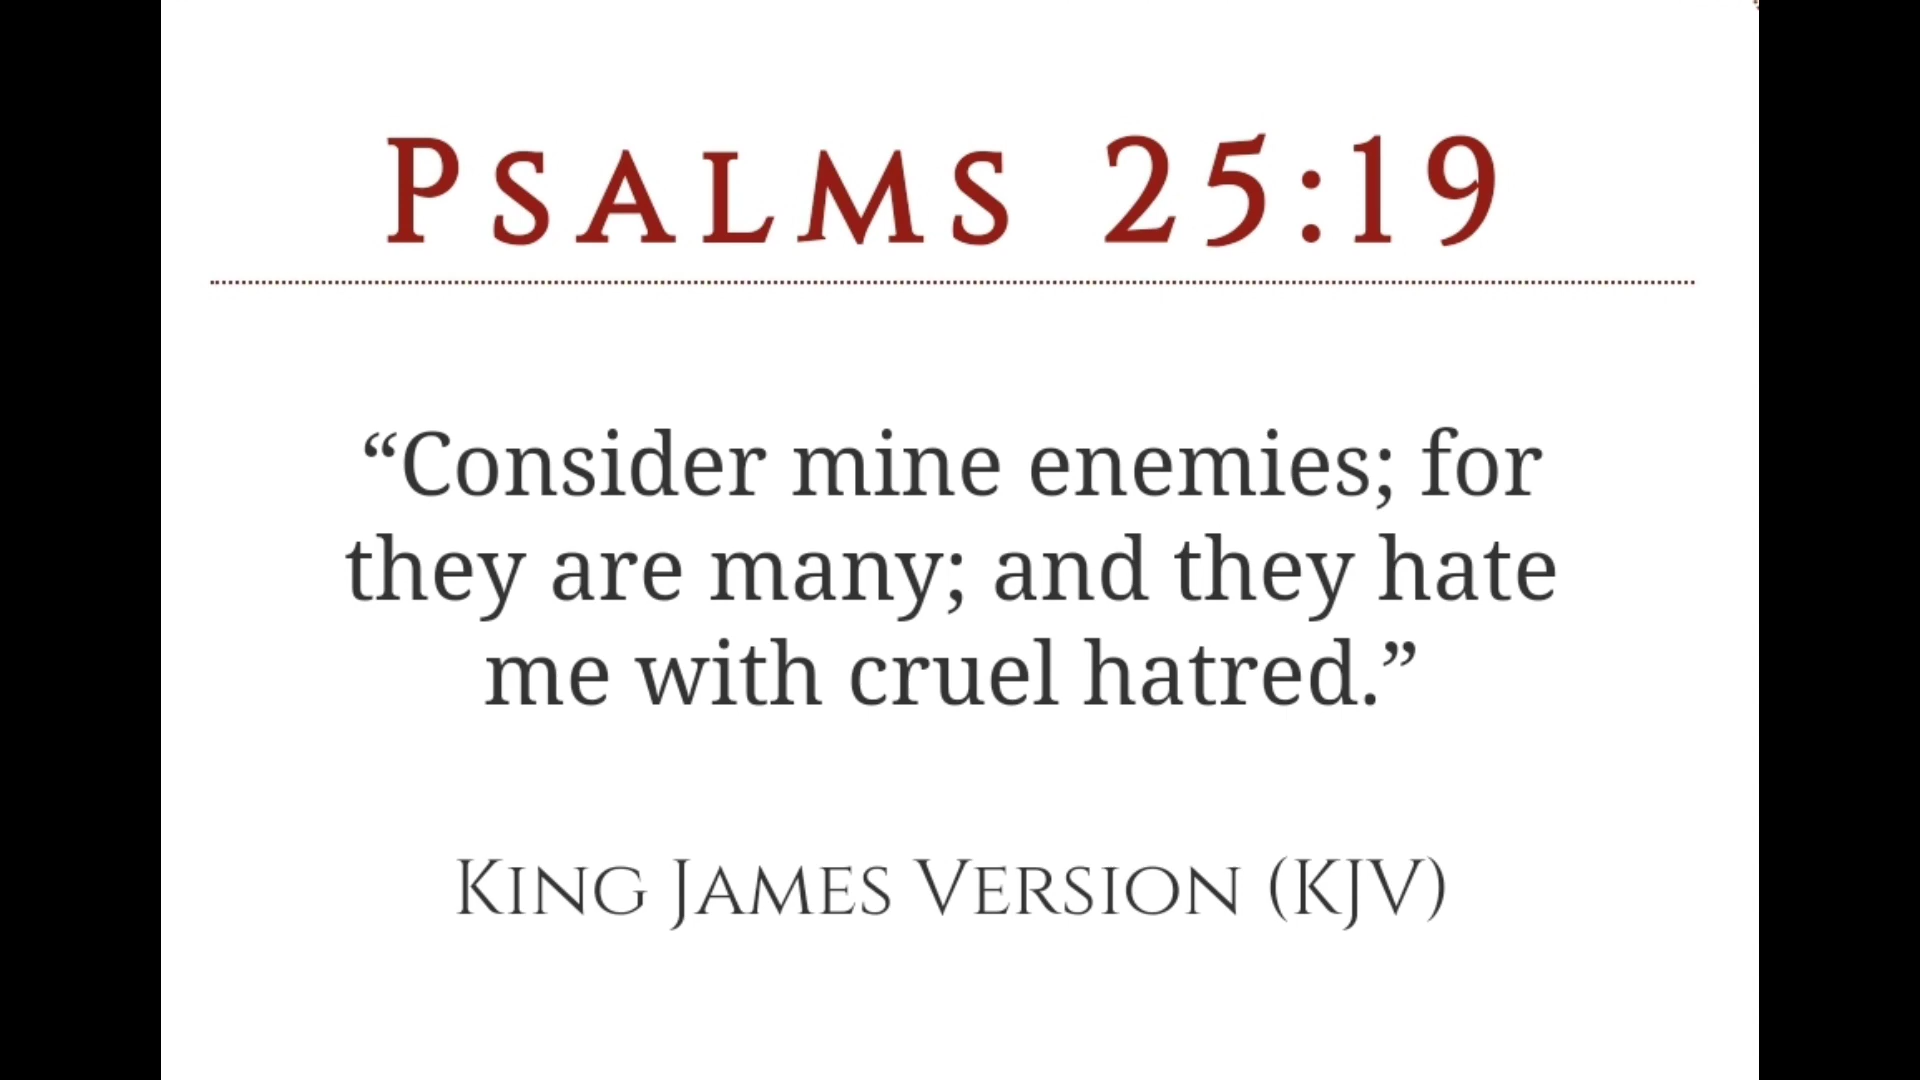 Psalms 25:19
“Consider mine enemies; for
they are many; and they hate
me with cruel hatred.”
King James Version (KJV)